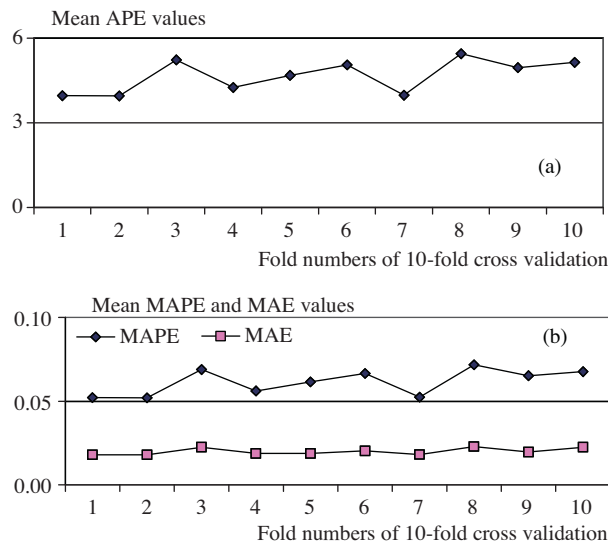 Mean APE values
6
3
0
(a)
1 2 3 4 5 6 7 8 9 10
Fold numbers of 10-fold cross validation
Mean MAPE and MAE values
0.10
0.05
0.00
MAPE MAE
(b)
1 2 3 4 5 6 7 8 9 10
Fold numbers of 10-fold cross validation